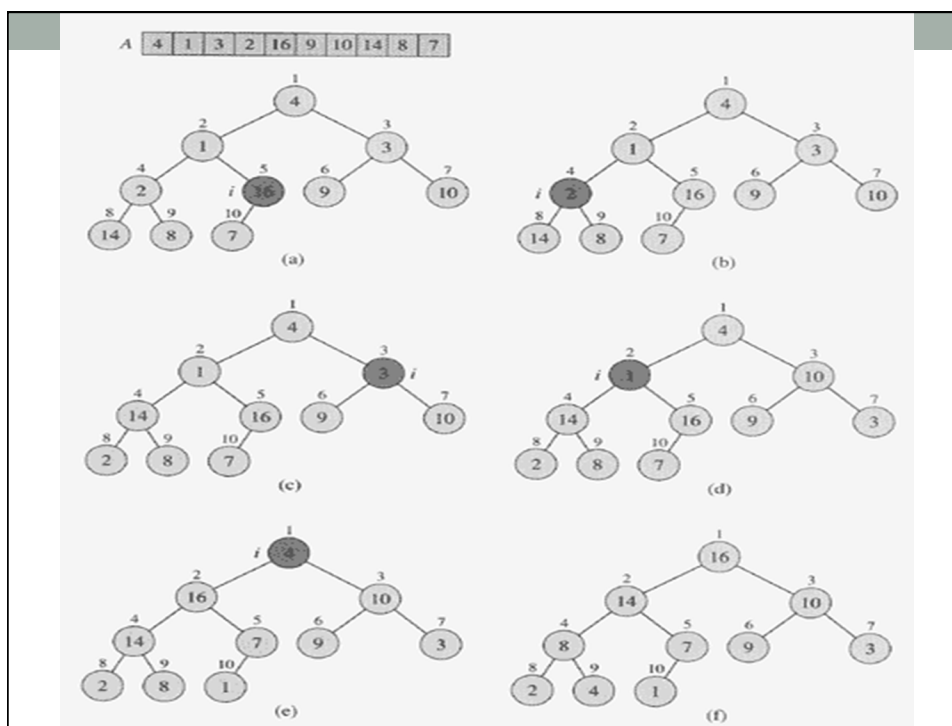 A 4 1 3 2 16 9 10 14 8 7
1
4
2 3
1 3
4 5 6 7
2 i 16 9 10
8 9 10
14 8 7
(a)
1
4
2 3
1 3
4 5 6 7
i 2 16 9 10
8 9 10
14 8 7
(b)
1
4
2 3
1 3 i
4 5 6 7
14 16 9 10
8 9 10
2 8 7
(c)
1
4
2 3
i 1 10
4 5 6 7
14 16 9 3
8 9 10
2 8 7
(d)
1
i 4
2 3
16 10
4 5 6 7
14 7 9 3
8 9 10
2 8 1
(e)
1
16
2 3
14 10
4 5 6 7
8 7 9 3
8 9 10
2 4 1
(f)